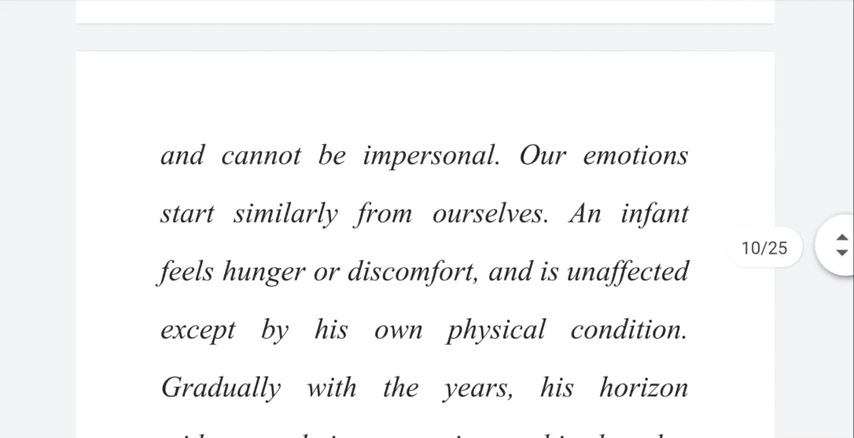 and cannot be impersonal. Our emotions
start similarly from ourselves. An infant
feels hunger or discomfort, and is unaffected
10/25
except by his own physical condition.
Gradually with the years, his horizon